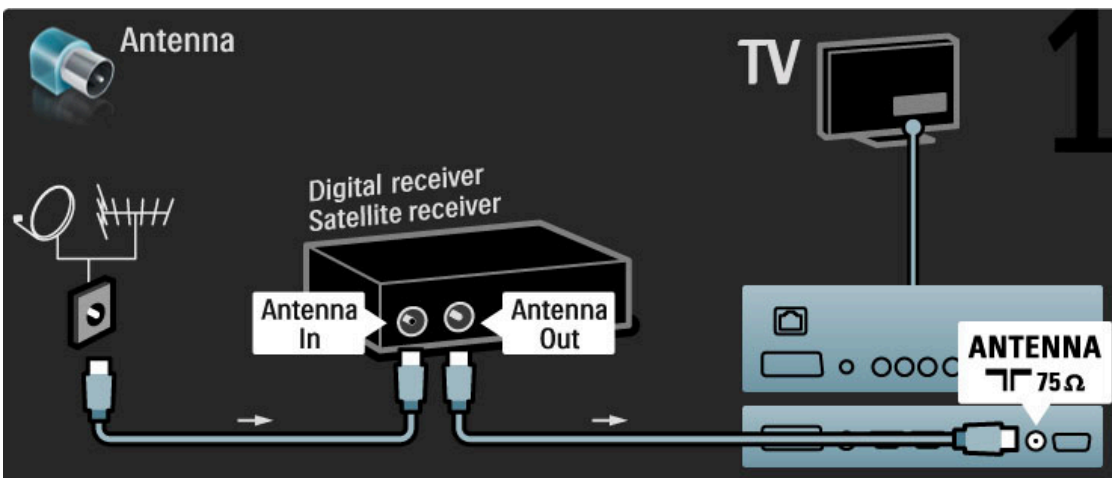 Antenna
TV
1
Digital receiver
Satellite receiver
Antenna
In
Antenna
Out
ANTENNA
75Ω